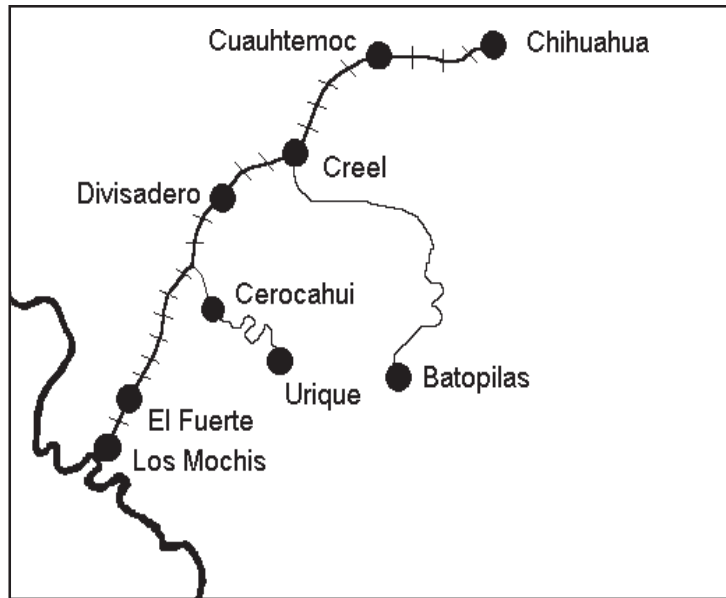 Cuauhtemoc
Chihuahua
Creel
Divisadero
Cerocahui
Urique
Batopilas
El Fuerte
Los Mochis